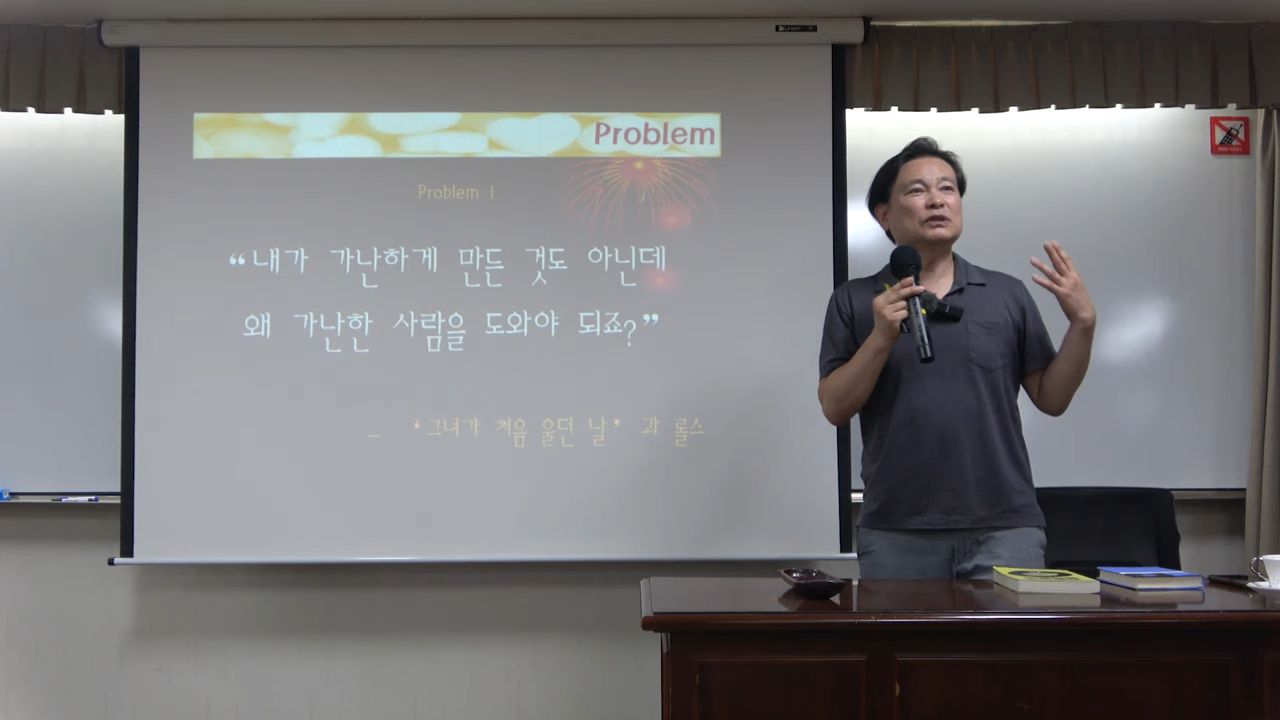 Problem
Problem 1
“내가 가난하게 만든 것도 아닌데
왜 가난한 사람을 도와야 되죠?”
- ‘그녀가 처음 울던 날’ 과 롤스